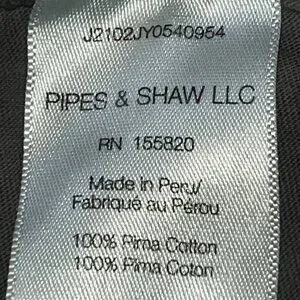 J2102JY0540954
PIPES & SHAW LLC
RN 155820
Made in Peru/
Fabriqué au Pérou
100% Pima Cotton
100% Pima Coton